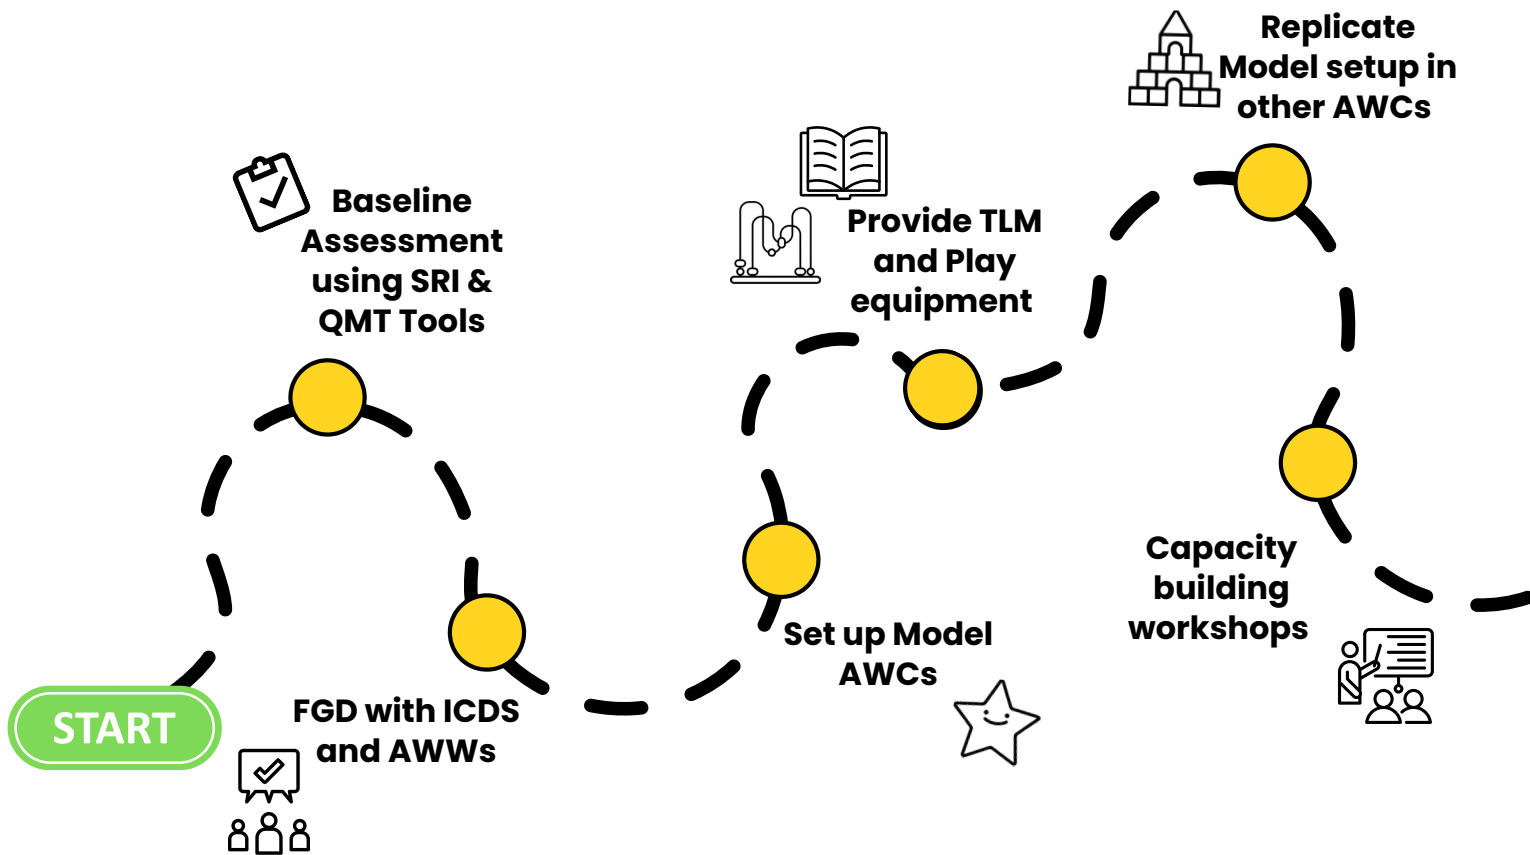 START
Baseline
Assessment
using SRI &
QMT Tools
FGD with ICDS
and AWWs
Set up Model
AWCs
Provide TLM
and Play
equipment
Replicate
Model setup in
other AWCs
Capacity
building
workshops